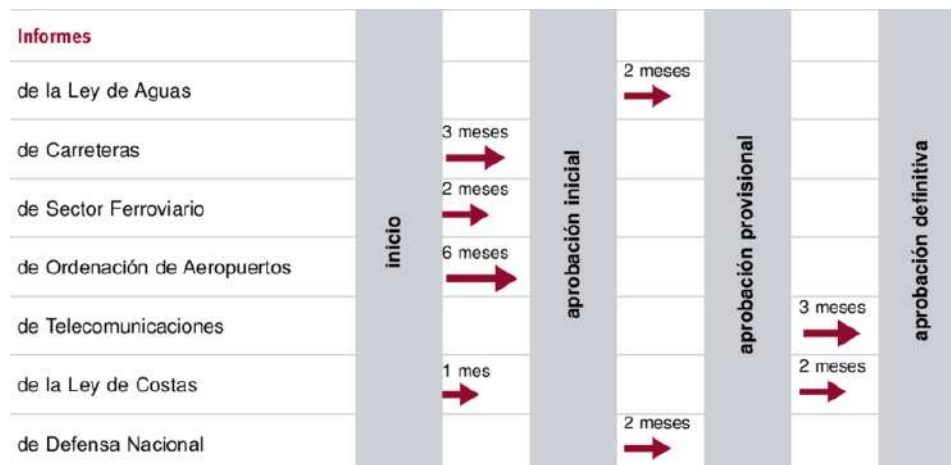 Informes
2 meses
de la Ley de Aguas
3 meses
de Carreteras
2 meses
de Sector Ferroviario
6 meses
de Ordenación de Aeropuertos
3 meses
de Telecomunicaciones
1 mes
2 meses
de la Ley de Costas
2 meses
de Defensa Nacional
inicio
aprobación inicial
aprobación provisional
aprobación definitiva